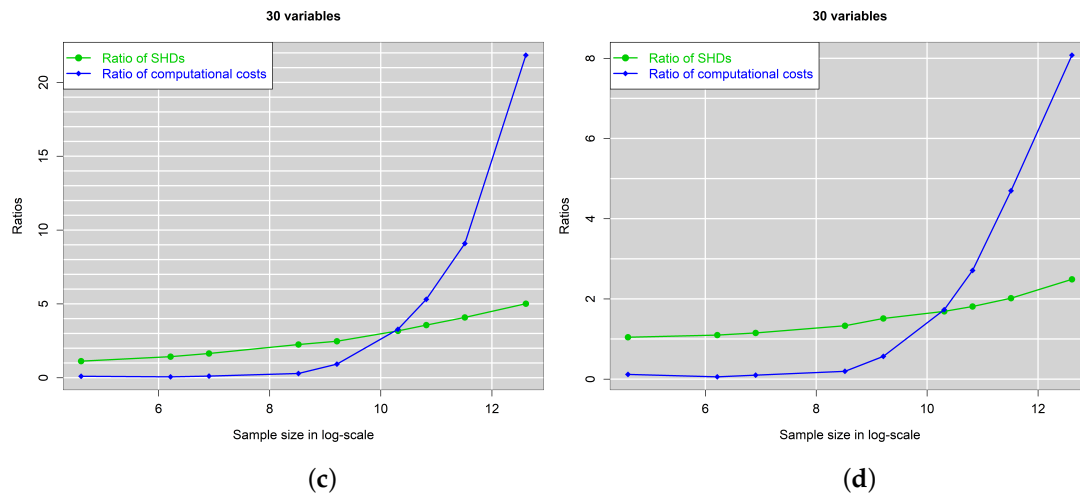 30 variables
Ratio of SHDs
Ratio of computational costs
Ratios
20
15
10
5
0
6 8 10 12
Sample size in log-scale
(c)
30 variables
Ratio of SHDs
Ratio of computational costs
Ratios
8
6
4
2
0
6 8 10 12
Sample size in log-scale
(d)